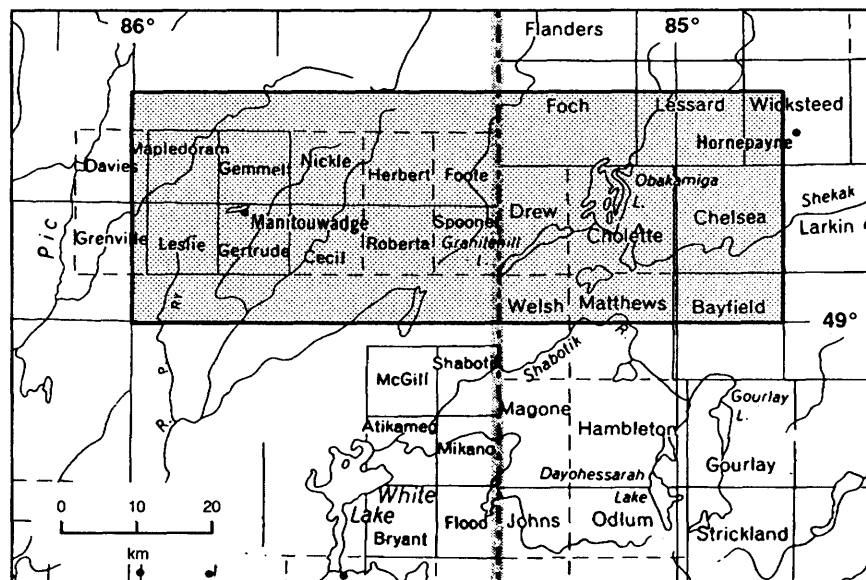 86°
85°
Flanders
Foch
Lessard
Wicksteed
Hornepayne
Mapledoram
Davies
Gemmell
Nickle
Herbert
Foote
Obakamiga
L.
Drew
Chelsea
Shekak
Larkin
Manitouwadge
Spooner
Grenville
Leslie
Gertrude
Cecil
Roberta
Granitehill
L.
Cholette
Pic
RY.
Welsh
Matthews
Bayfield
49°
P.
R.
Shabotik
R.
McGill
Shabotik
Magone
Gourlay
L.
Atikameg
Mikano
Hambleton
Gourlay
Dayohessarah
Lake
White
Lake
Flood
Johns
Odlum
Bryant
Strickland
0 10 20
km